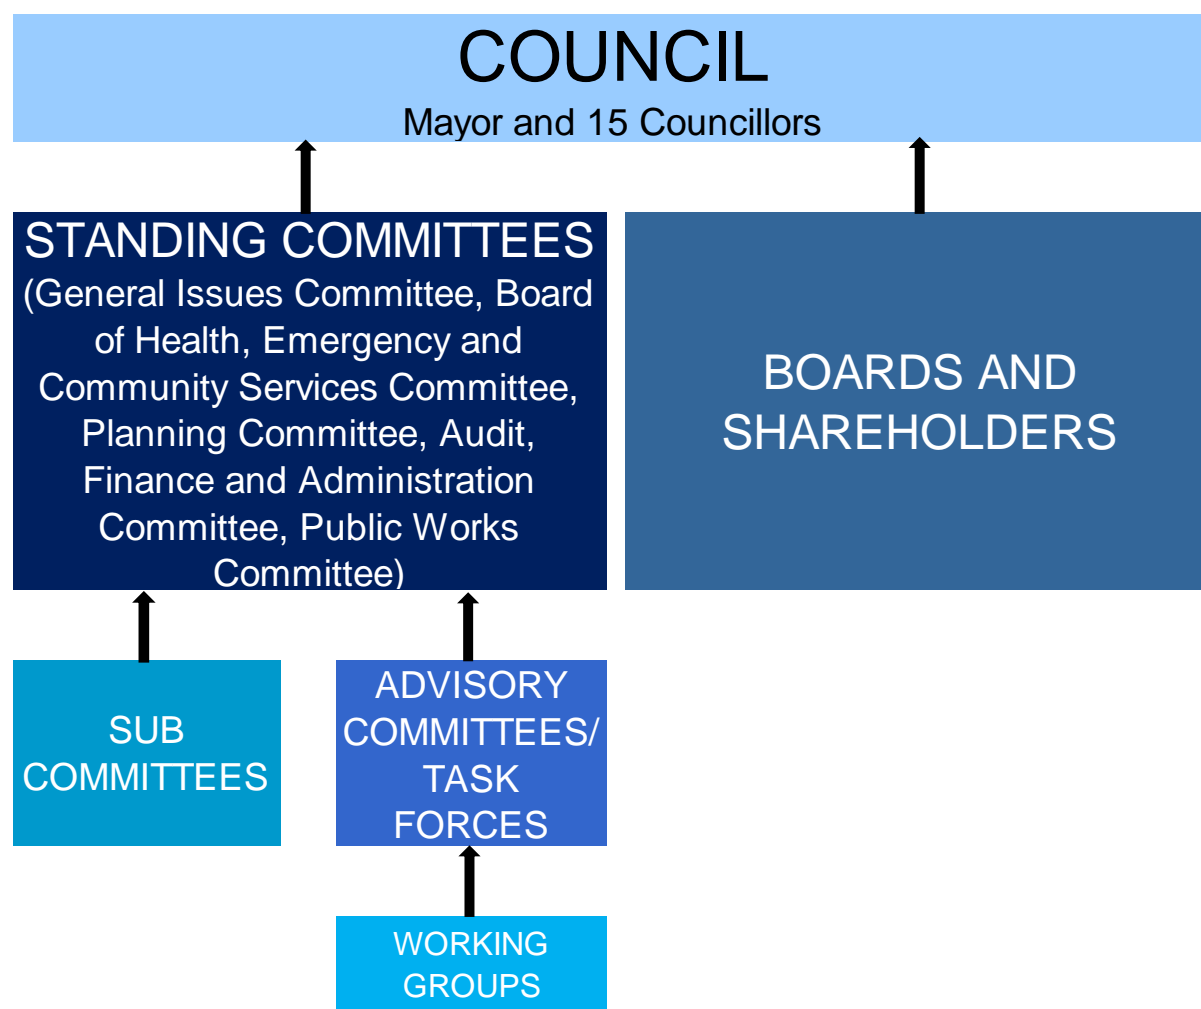 COUNCIL
Mayor and 15 Councillors
STANDING COMMITTEES
(General Issues Committee, Board
of Health, Emergency and
Community Services Committee,
Planning Committee, Audit,
Finance and Administration
Committee, Public Works
Committee)
BOARDS AND
SHAREHOLDERS
SUB
COMMITTEES
ADVISORY
COMMITTEES/
TASK
FORCES
WORKING
GROUPS